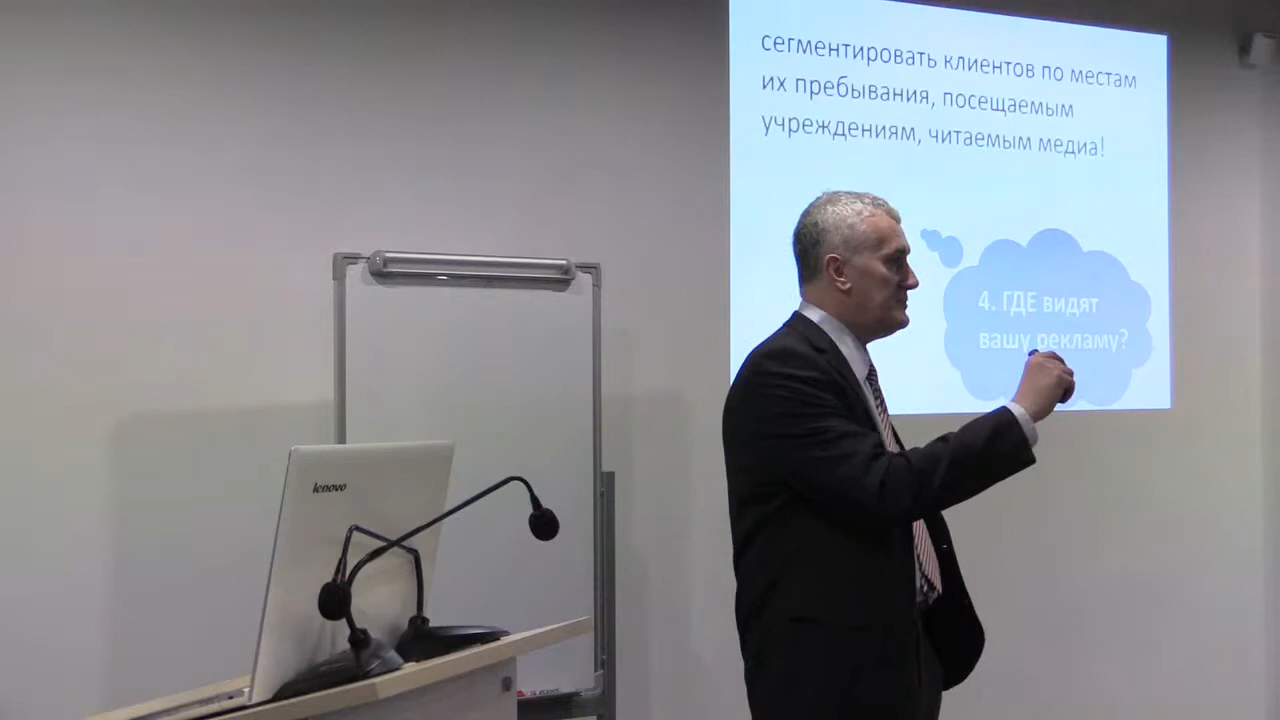 сегментировать клиентов по местам
их пребывания, посещаемым
учреждениям, читаемым медиа!
4. ГДЕ видят
вашу рекламу?
lenovo